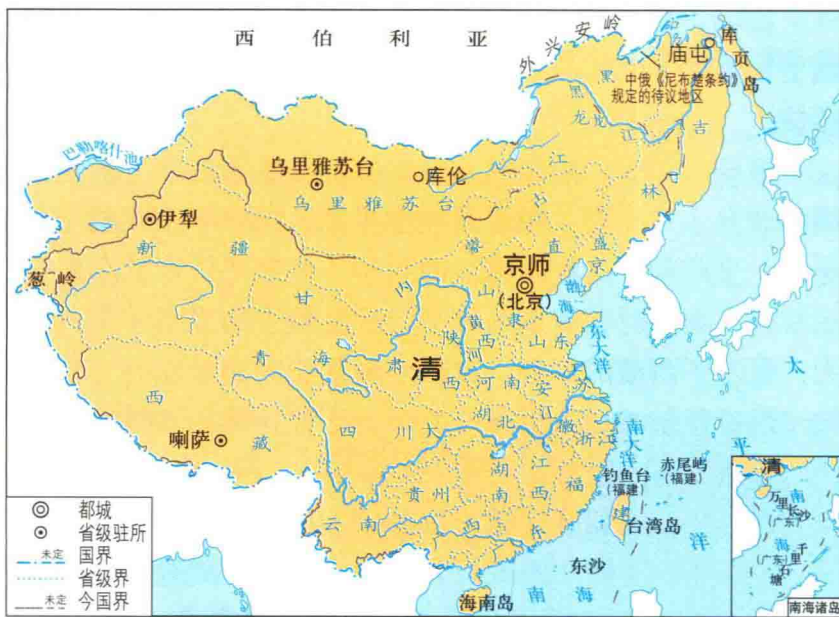 西伯利亚
外兴安岭
庙屯
库页岛
中俄《尼布楚条约》
规定的待议地区
黑龙江
黑龙江
吉林
巴勒喀什池
乌里雅苏台
库伦
乌里雅苏台
伊犁
新疆
内蒙古
直隶
盛京
京师
(北京)
渤海
葱岭
甘肃
山西
黄河
陕西
山东
东大洋
青海
清
河南
安徽
江苏
太平洋
西藏
喇萨
四川
大江
湖北
浙江
南大洋
钓鱼台
(福建)
赤尾屿
(福建)
贵州
湖南
江西
福建
台湾岛
云南
西
东
东沙
南海
海南岛
都城
省级驻所
未定
国界
省级界
未定
今国界
清
南海
万里长沙
(广东)
(广东)
千里石塘
南海诸岛